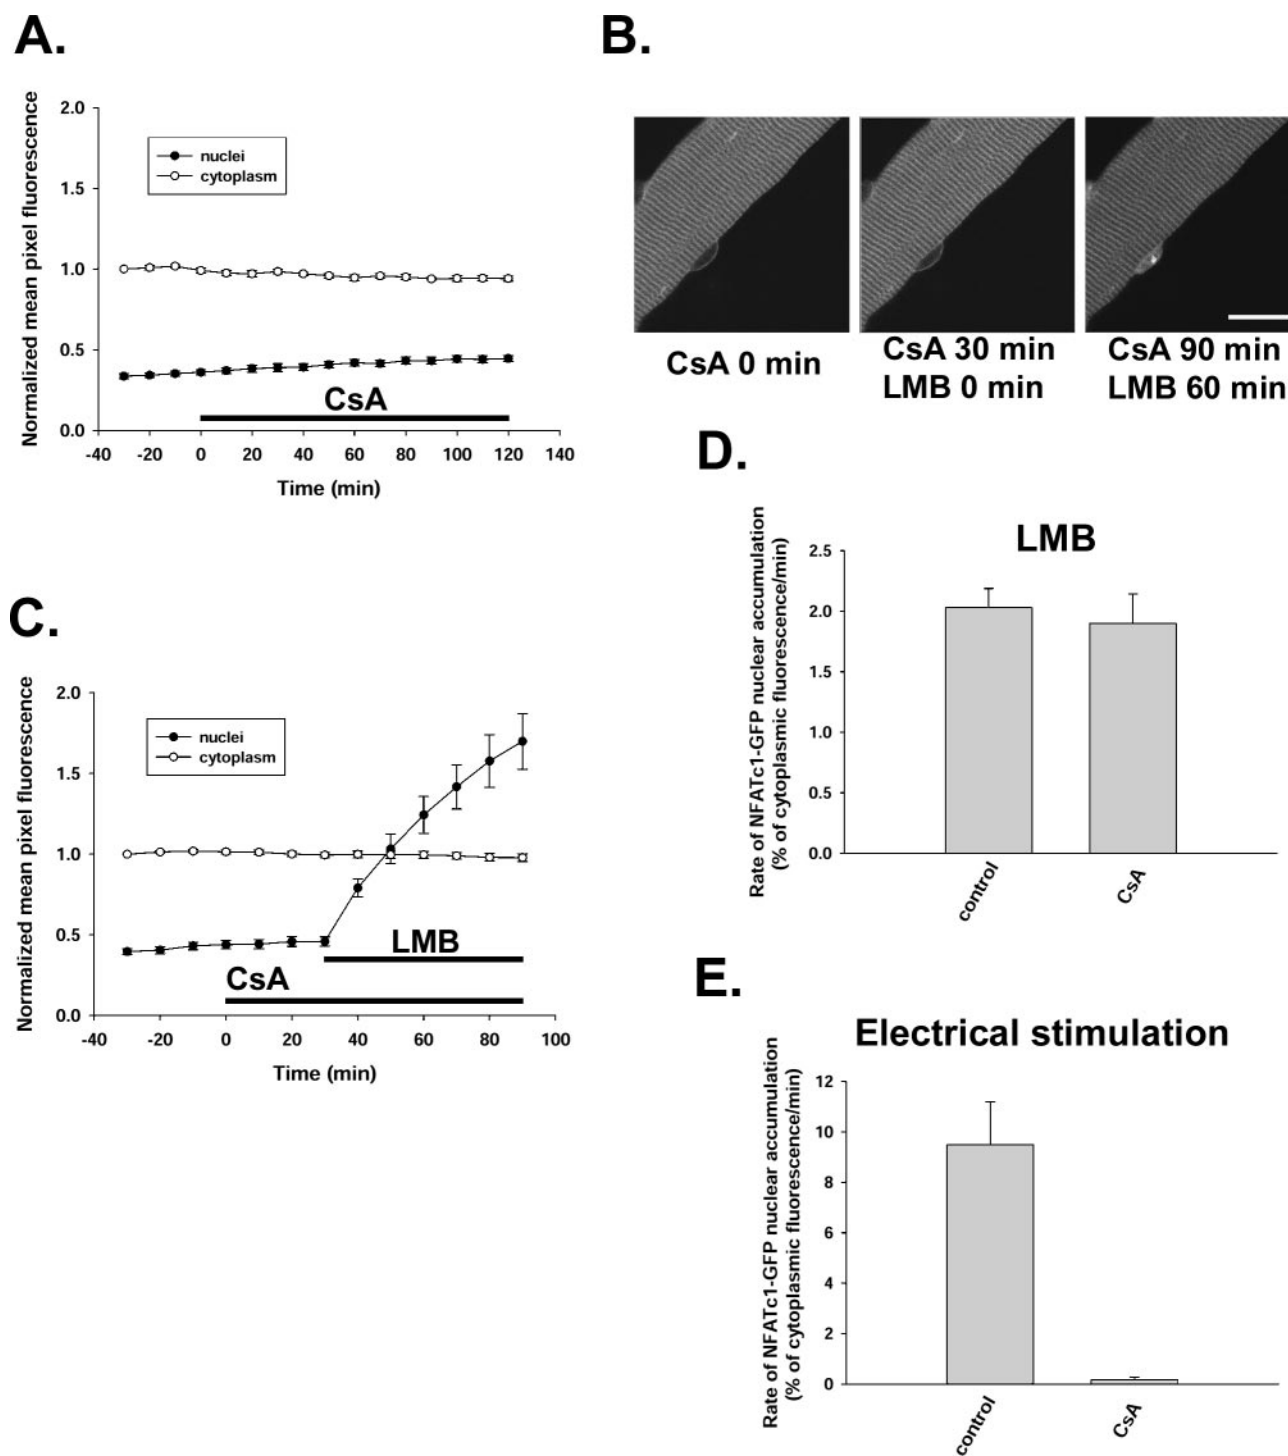 A.
Normalized mean pixel fluorescence
2.0
1.5
1.0
0.5
0.0
nuclei
cytoplasm
CsA
-40 -20 0 20 40 60 80 100 120 140
Time (min)
B.
CsA 0 min
CsA 30 min
LMB 0 min
CsA 90 min
LMB 60 min
C.
Normalized mean pixel fluorescence
2.0
1.5
1.0
0.5
0.0
nuclei
cytoplasm
LMB
CsA
-40 -20 0 20 40 60 80 100
Time (min)
D.
LMB
Rate of NFATc1-GFP nuclear accumulation
(% of cytoplasmic fluorescence/min)
2.5
2.0
1.5
1.0
0.5
0.0
control
CsA
E.
Electrical stimulation
Rate of NFATc1-GFP nuclear accumulation
(% of cytoplasmic fluorescence/min)
12
10
8
6
4
2
0
control
CsA